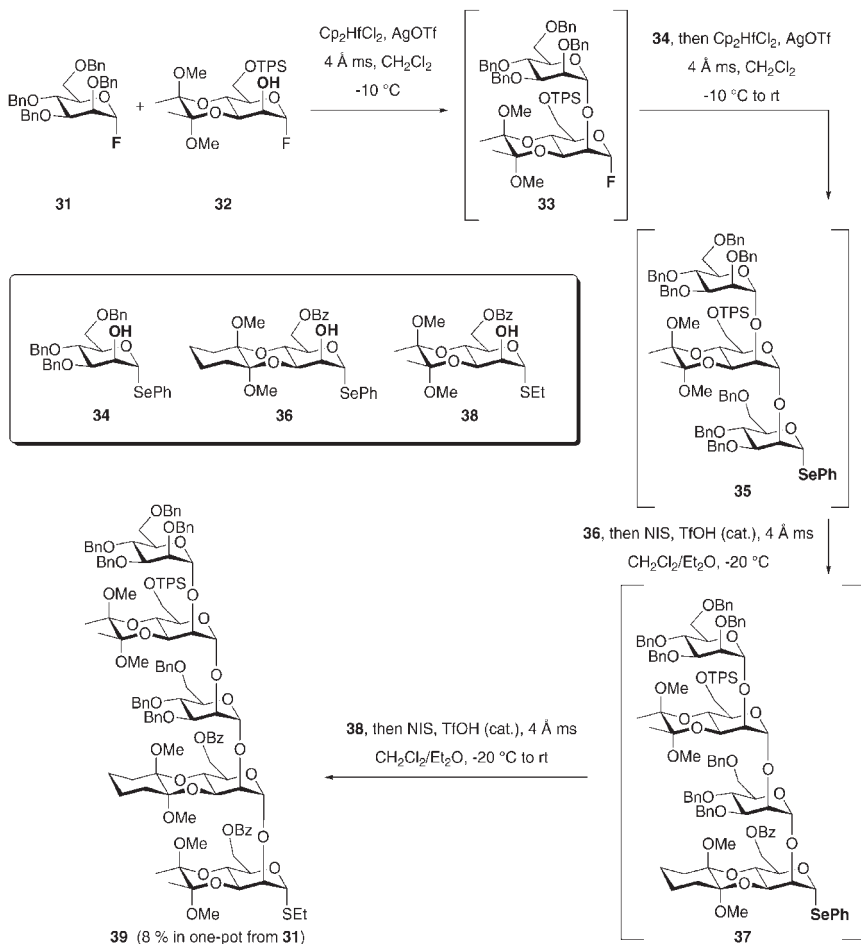 Cp2HfCl2, AgOTf
4 Å ms, CH2Cl2
-10 °C
34, then Cp2HfCl2, AgOTf
4 Å ms, CH2Cl2
-10 °C to rt
OBn
OBn
BnO
BnO
O
F
31
+
OTPS
OMe
OH
O
O
O
OMe
F
32
OBn
OBn
BnO
BnO
O
OTPS
OMe
O
O
O
O
OMe
F
33
OBn
OH
BnO
BnO
O
SePh
34
OBz
OMe
OH
O
O
O
OMe
SePh
36
OBz
OMe
OH
O
O
O
OMe
SEt
38
OBn
OBn
BnO
BnO
O
OTPS
MeO
O
O
O
O
OMe
BnO
O
BnO
BnO
O
SePh
35
36, then NIS, TfOH (cat.), 4 Å ms
CH2Cl2/Et2O, -20 °C
OBn
OBn
BnO
BnO
O
OTPS
MeO
O
O
O
O
OMe
BnO
O
BnO
BnO
O
OBz
OMe
O
O
O
O
OMe
SePh
37
38, then NIS, TfOH (cat.), 4 Å ms
CH2Cl2/Et2O, -20 °C to rt
OBn
OBn
BnO
BnO
O
OTPS
MeO
O
O
O
O
OMe
BnO
O
BnO
BnO
O
OBz
OMe
O
O
O
O
OMe
OBz
O
MeO
O
O
O
OMe
SEt
39 (8 % in one-pot from 31)